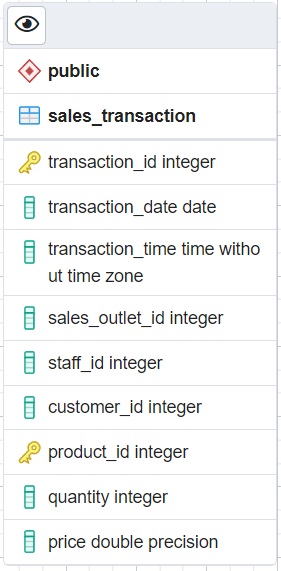 public
sales_transaction
transaction_id integer
transaction_date date
transaction_time time witho
ut time zone
sales_outlet_id integer
staff_id integer
customer_id integer
product_id integer
quantity integer
price double precision